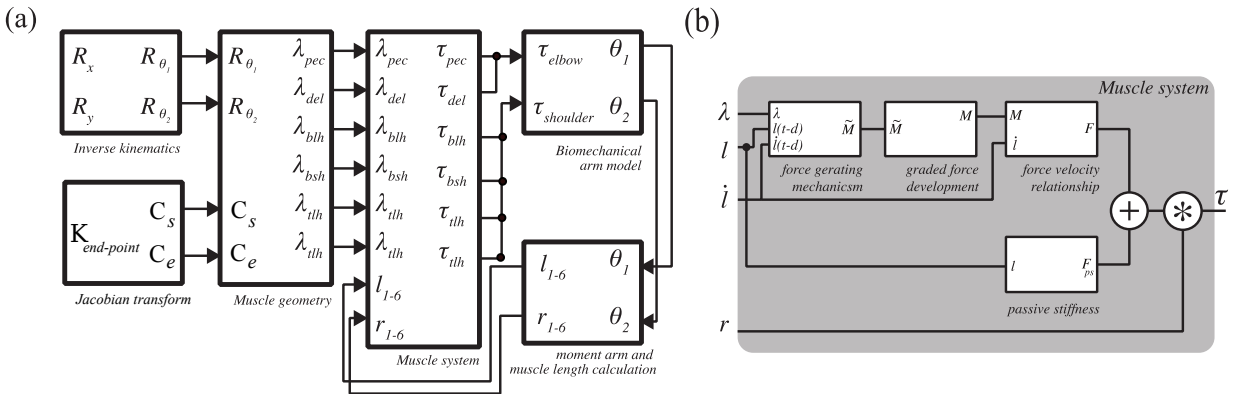 (a)
R_x R_θ₁
R_y R_θ₂
Inverse kinematics
K_end-point C_s
C_e
Jacobian transform
R_θ₁ λ_pec
λ_del
R_θ₂ λ_blh
λ_bsh
C_s λ_tlh
C_e λ_tlh
Muscle geometry
λ_pec τ_pec
λ_del τ_del
λ_blh τ_blh
λ_bsh τ_bsh
λ_tlh τ_tlh
λ_tlh τ_tlh
l_1-6
r_1-6
Muscle system
τ_elbow θ_1
τ_shoulder θ_2
Biomechanical
arm model
l_1-6 θ_1
r_1-6 θ_2
moment arm and
muscle length calculation
(b)
Muscle system
λ
l
l̇
r
λ
l(t-d) M̃
l̇(t-d)
force gerating
mechanicsm
M̃ M
graded force
development
M F
l̇
force velocity
relationship
+
*
τ
l F_ps
passive stiffness